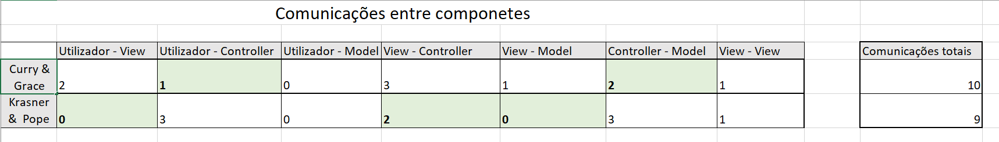 Comunicações entre componetes
Utilizador - View Utilizador - Controller Utilizador - Model View - Controller View - Model Controller - Model View - View Comunicações totais
Curry &
Grace 2 1 0 3 1 2 1 10
Krasner
& Pope 0 3 0 2 0 3 1 9